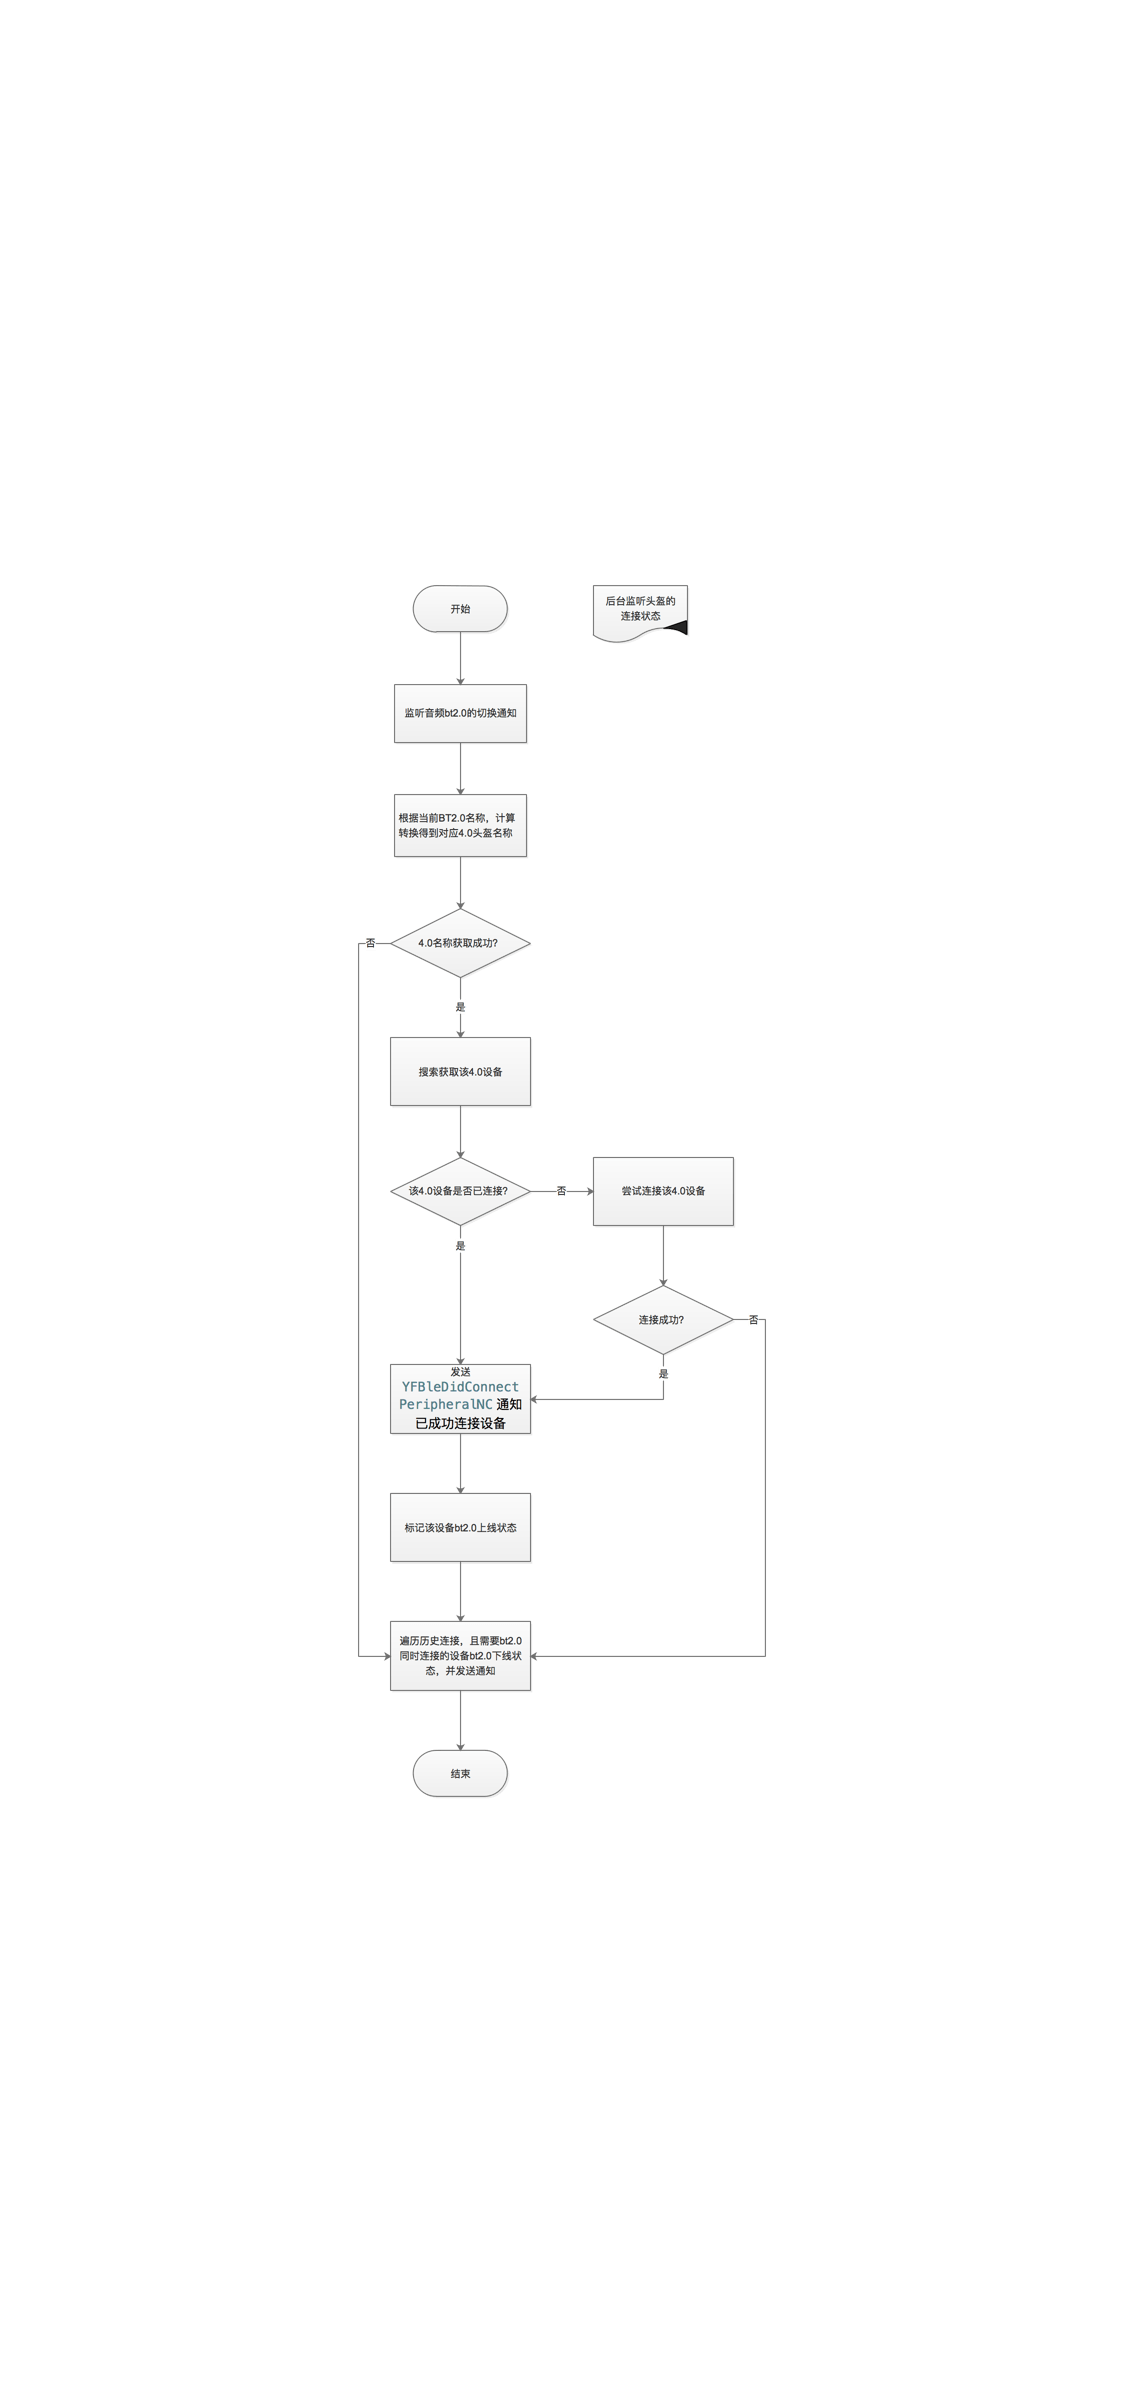 开始
后台监听头盔的
连接状态
监听音频bt2.0的切换通知
根据当前BT2.0名称，计算
转换得到对应4.0头盔名称
4.0名称获取成功?
否
是
搜索获取该4.0设备
该4.0设备是否已连接?
否
尝试连接该4.0设备
是
连接成功?
否
是
发送
YFBleDidConnect
PeripheralNC 通知
已成功连接设备
标记该设备bt2.0上线状态
遍历历史连接，且需要bt2.0
同时连接的设备bt2.0下线状
态，并发送通知
结束